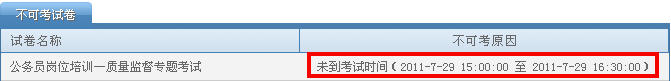 不可考试卷
试卷名称 不可考原因
公务员岗位培训—质量监督专题考试 未到考试时间 ( 2011-7-29 15:00:00 至 2011-7-29 16:30:00 )